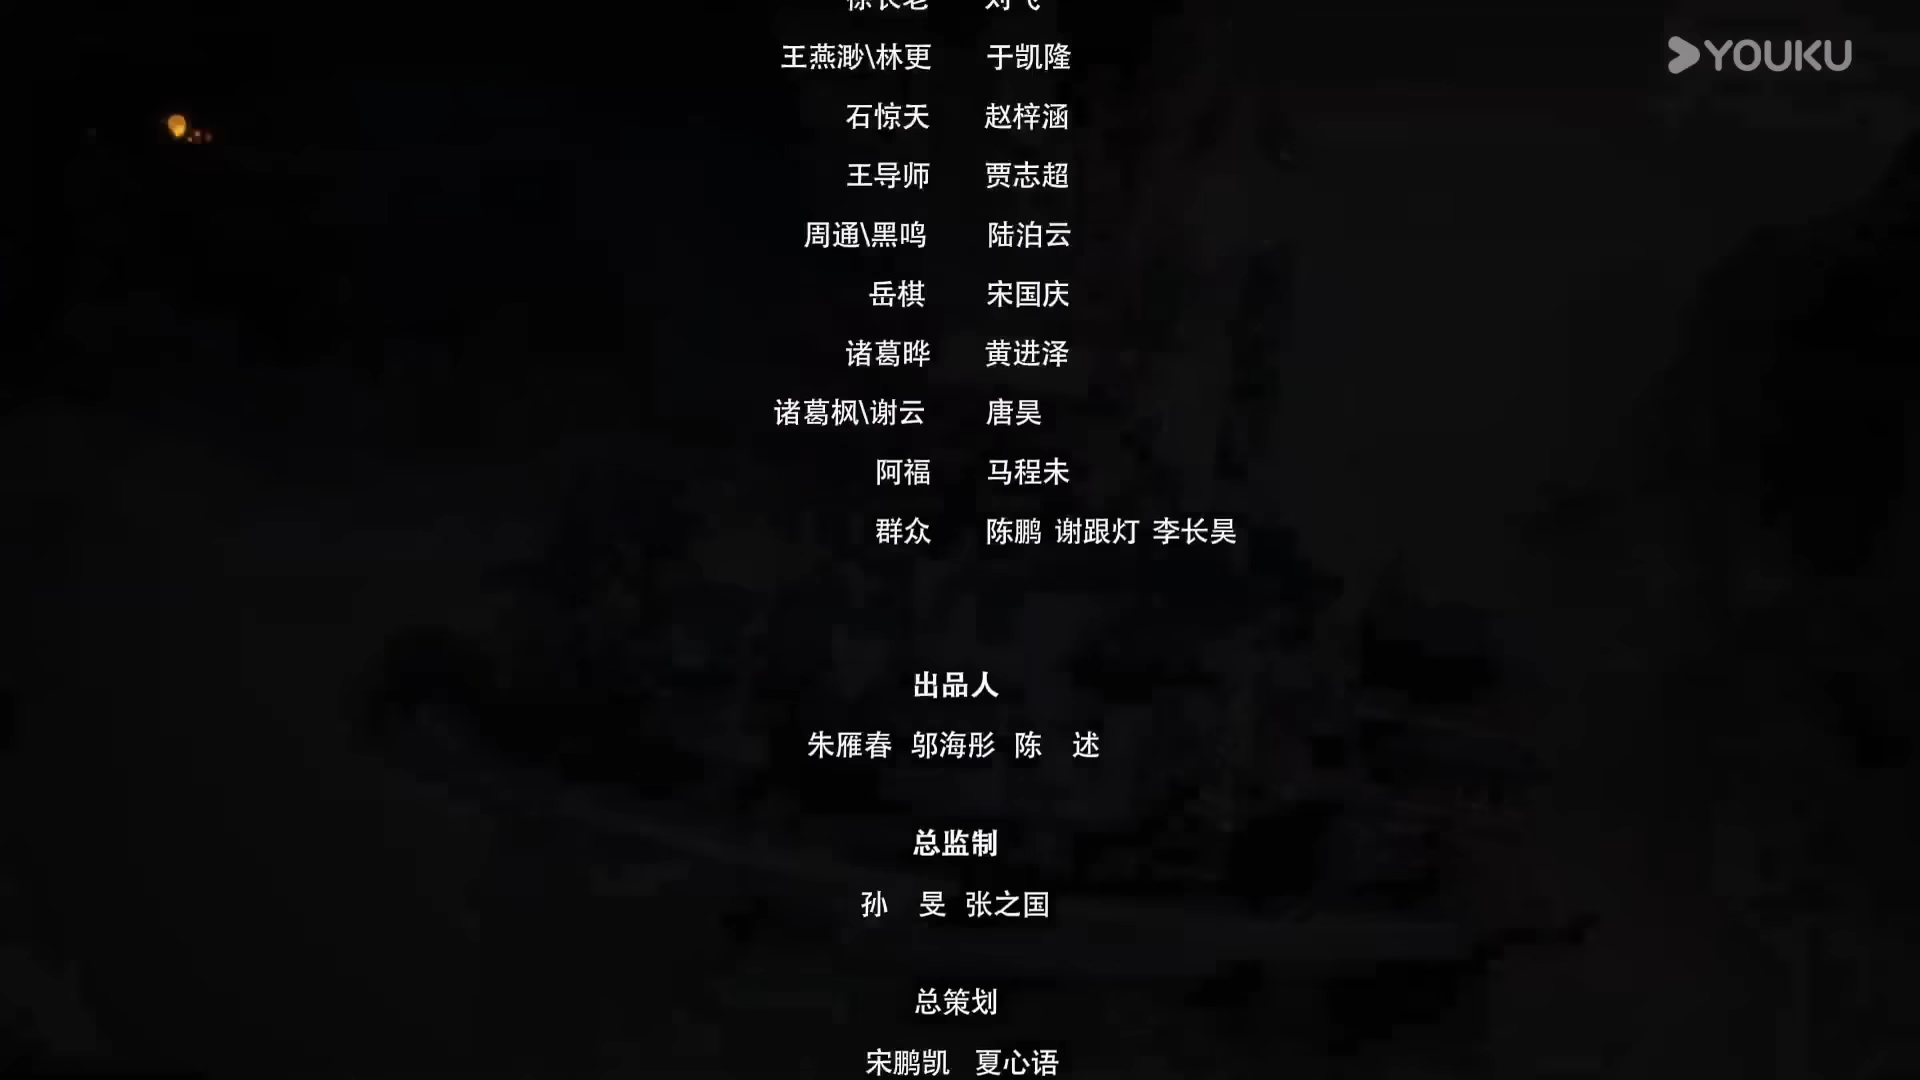 YOUKU
王燕渺\林更 于凯隆
石惊天 赵梓涵
王导师 贾志超
周通\黑鸣 陆泊云
岳棋 宋国庆
诸葛晔 黄进泽
诸葛枫\谢云 唐昊
阿福 马程未
群众 陈鹏 谢跟灯 李长昊
出品人
朱雁春 邬海彤 陈 述
总监制
孙 旻 张之国
总策划
宋鹏凯 夏心语